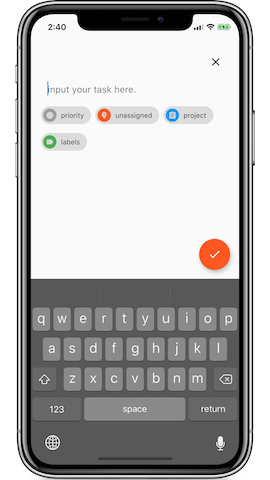 2:40
input your task here.
priority unassigned project
labels
q w e r t y u i o p
a s d f g h j k l
z x c v b n m
123 space return